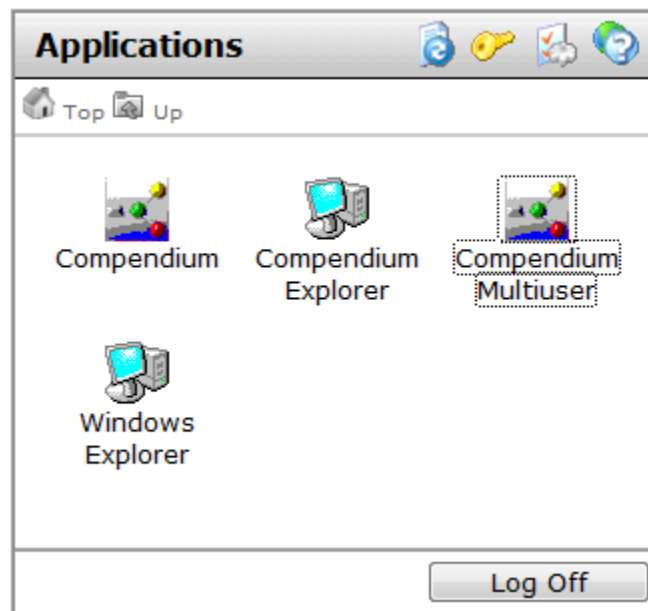 Applications
Top Up
Compendium
Compendium
Explorer
Compendium
Multiuser
Windows
Explorer
Log Off